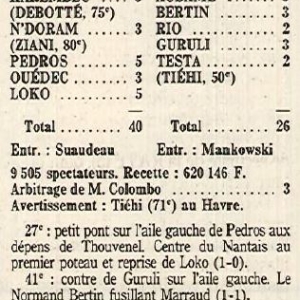 (DEBOTTÉ, 75e)
N'DORAM ......... 3
(ZIANI, 80e)
PEDROS ........... 5
OUÉDEC ........... 3
LOKO ............... 5
BERTIN ........... 3
RIO ................. 2
GURULI ........... 3
TESTA ............. 2
(TIÉHI, 50e)
Total ......... 40
Total ......... 26
Entr. : Suaudeau
Entr. : Mankowski
9 505 spectateurs. Recette : 620 146 F.
Arbitrage de M. Colombo ............... 3
Avertissement : Tiéhi (71e) au Havre.
27e : petit pont sur l'aile gauche de Pedros aux
dépens de Thouvenel. Centre du Nantais au
premier poteau et reprise de Loko (1-0).
41e : contre de Guruli sur l'aile gauche. Le
Normand Bertin fusillant Marraud (1-1).